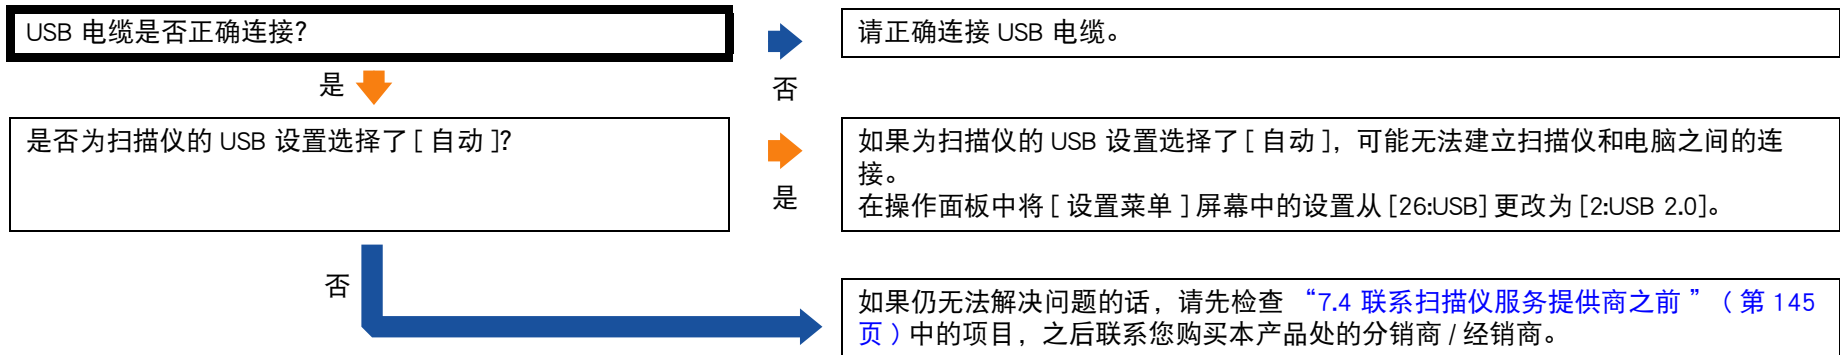 USB 电缆是否正确连接？
请正确连接 USB 电缆。
是
否
是否为扫描仪的 USB 设置选择了 [ 自动 ]？
如果为扫描仪的 USB 设置选择了 [ 自动 ]，可能无法建立扫描仪和电脑之间的连
接。
在操作面板中将 [ 设置菜单 ] 屏幕中的设置从 [26:USB] 更改为 [2:USB 2.0]。
是
否
如果仍无法解决问题的话，请先检查 “7.4 联系扫描仪服务提供商之前 ”（ 第 145
页 ）中的项目，之后联系您购买本产品处的分销商 / 经销商。